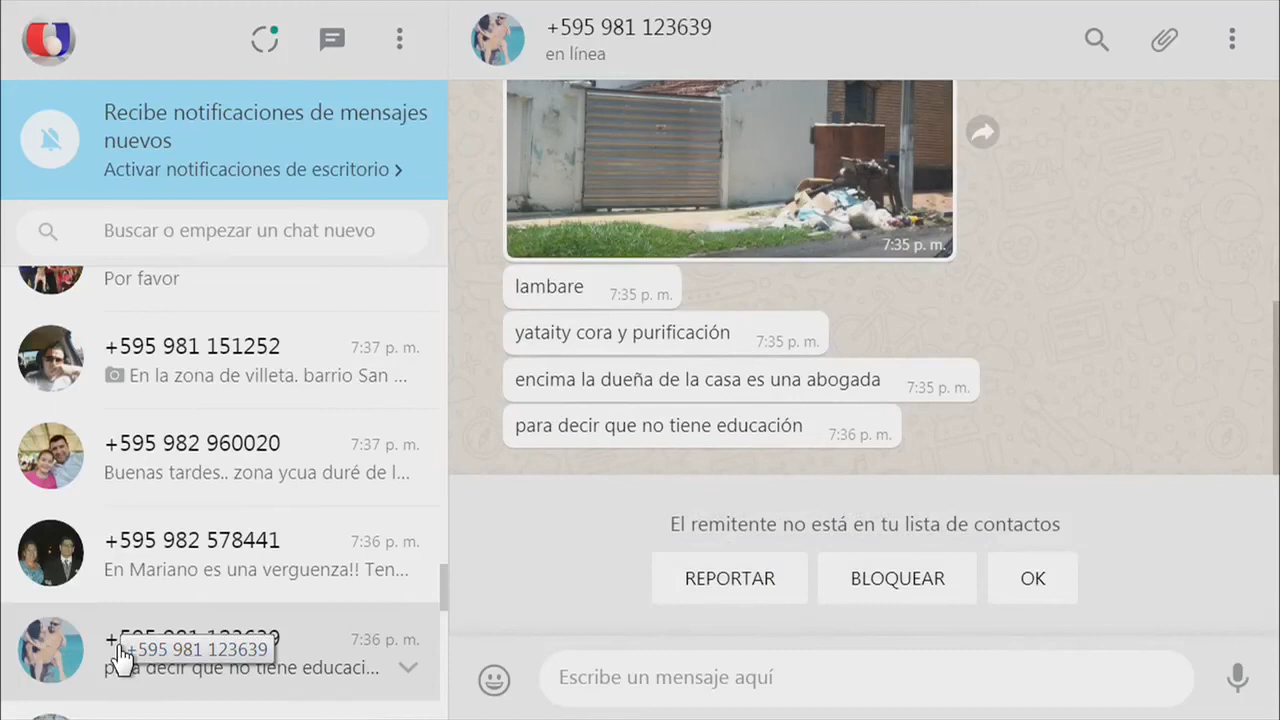 Recibe notificaciones de mensajes
nuevos
Activar notificaciones de escritorio >
Buscar o empezar un chat nuevo
Por favor
+595 981 151252
7:37 p. m.
En la zona de villeta. barrio San ...
+595 982 960020
7:37 p. m.
Buenas tardes.. zona ycua duré de l...
+595 982 578441
7:36 p. m.
En Mariano es una verguenza!! Ten...
+595 981 123639
7:36 p. m.
+595 981 123639
para decir que no tiene educaci...
+595 981 123639
en línea
7:35 p. m.
lambare
7:35 p. m.
yataity cora y purificación
7:35 p. m.
encima la dueña de la casa es una abogada
7:35 p. m.
para decir que no tiene educación
7:36 p. m.
El remitente no está en tu lista de contactos
REPORTAR
BLOQUEAR
OK
Escribe un mensaje aquí